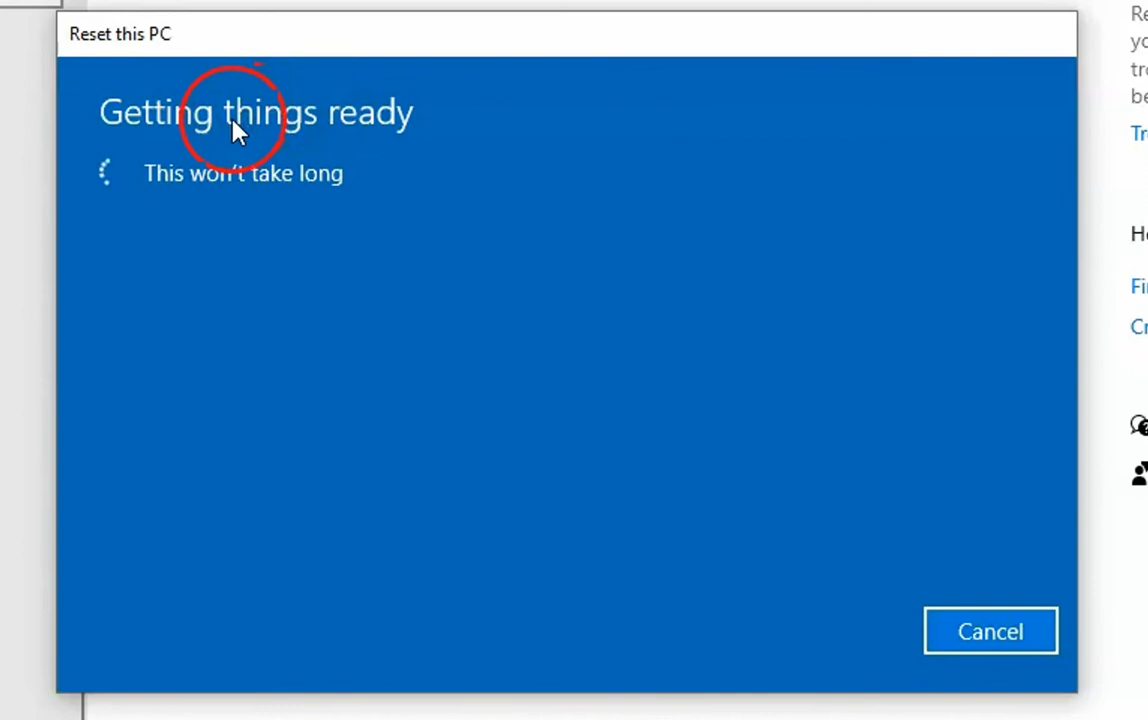 Reset this PC
Getting things ready
This won't take long
Cancel